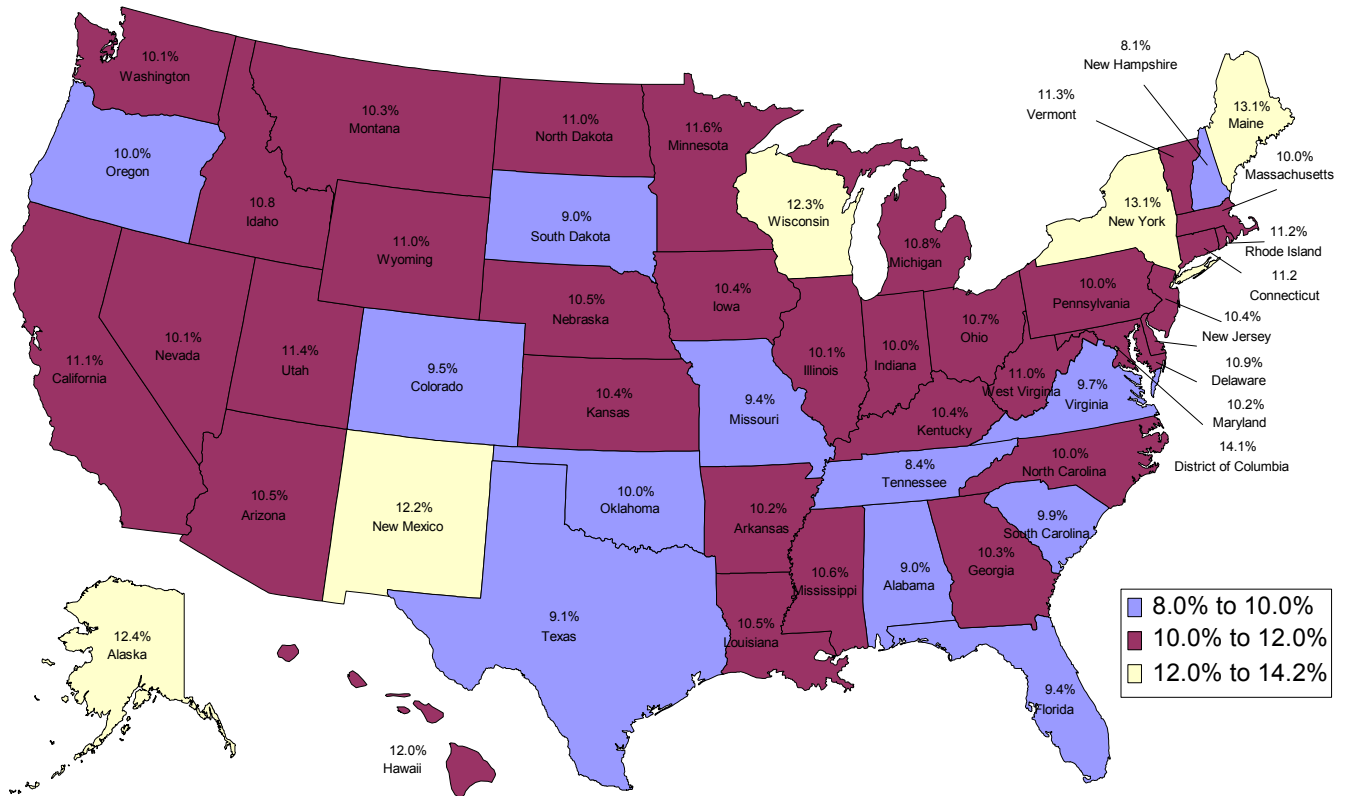 10.1%
Washington
10.0%
Oregon
11.1%
California
10.1%
Nevada
10.8
Idaho
10.3%
Montana
11.0%
Wyoming
11.4%
Utah
10.5%
Arizona
9.5%
Colorado
12.2%
New Mexico
11.0%
North Dakota
9.0%
South Dakota
10.5%
Nebraska
10.4%
Kansas
10.0%
Oklahoma
9.1%
Texas
11.6%
Minnesota
10.4%
Iowa
9.4%
Missouri
10.2%
Arkansas
10.5%
Louisiana
12.3%
Wisconsin
10.1%
Illinois
10.8%
Michigan
10.0%
Indiana
10.7%
Ohio
10.4%
Kentucky
8.4%
Tennessee
10.6%
Mississippi
9.0%
Alabama
10.3%
Georgia
9.4%
Florida
9.9%
South Carolina
10.0%
North Carolina
9.7%
Virginia
11.0%
West Virginia
10.0%
Pennsylvania
13.1%
New York
11.3%
Vermont
8.1%
New Hampshire
13.1%
Maine
10.0%
Massachusetts
11.2%
Rhode Island
11.2
Connecticut
10.4%
New Jersey
10.9%
Delaware
10.2%
Maryland
14.1%
District of Columbia
12.4%
Alaska
12.0%
Hawaii
8.0% to 10.0%
10.0% to 12.0%
12.0% to 14.2%